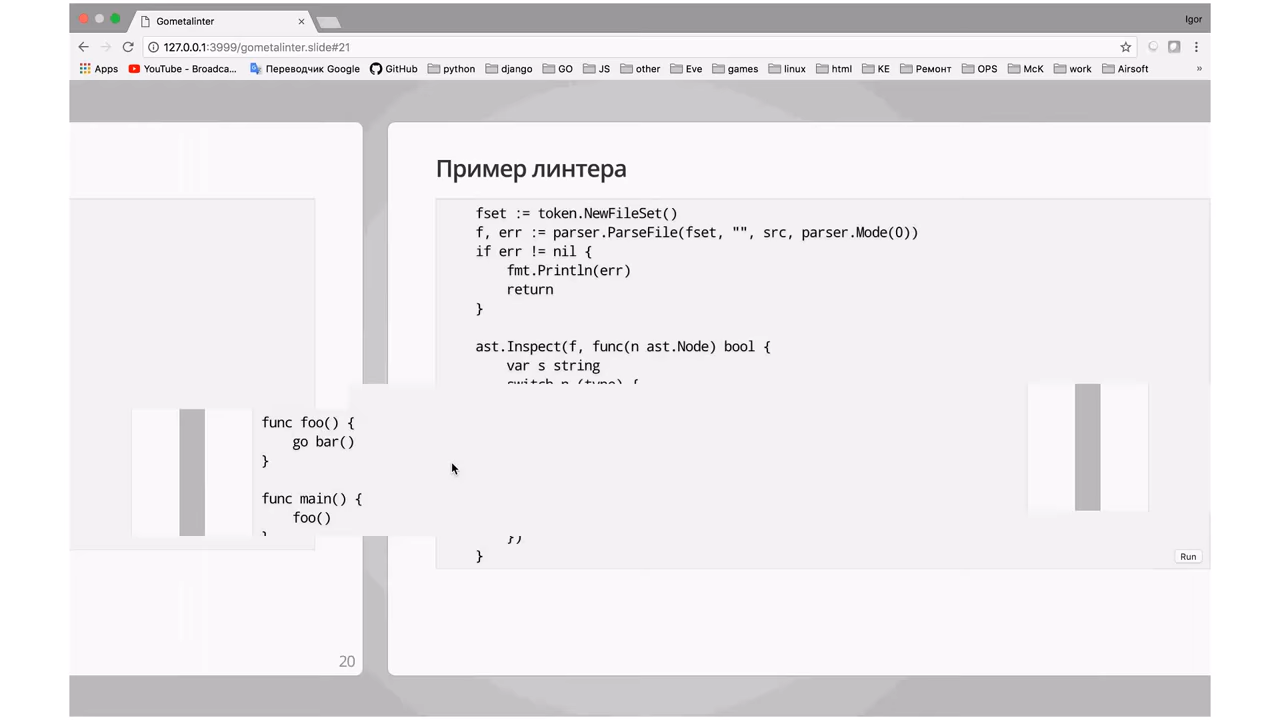 Gometalinter
Igor
127.0.0.1:3999/gometalinter.slide#21
Apps YouTube - Broadca... Переводчик Google GitHub python django GO JS other Eve games linux html KE Ремонт OPS McK work Airsoft »
Пример линтера
fset := token.NewFileSet()
f, err := parser.ParseFile(fset, "", src, parser.Mode(0))
if err != nil {
fmt.Println(err)
return
}
ast.Inspect(f, func(n ast.Node) bool {
var s string
func foo() {
go bar()
}
func main() {
foo()
})
}
Run
20